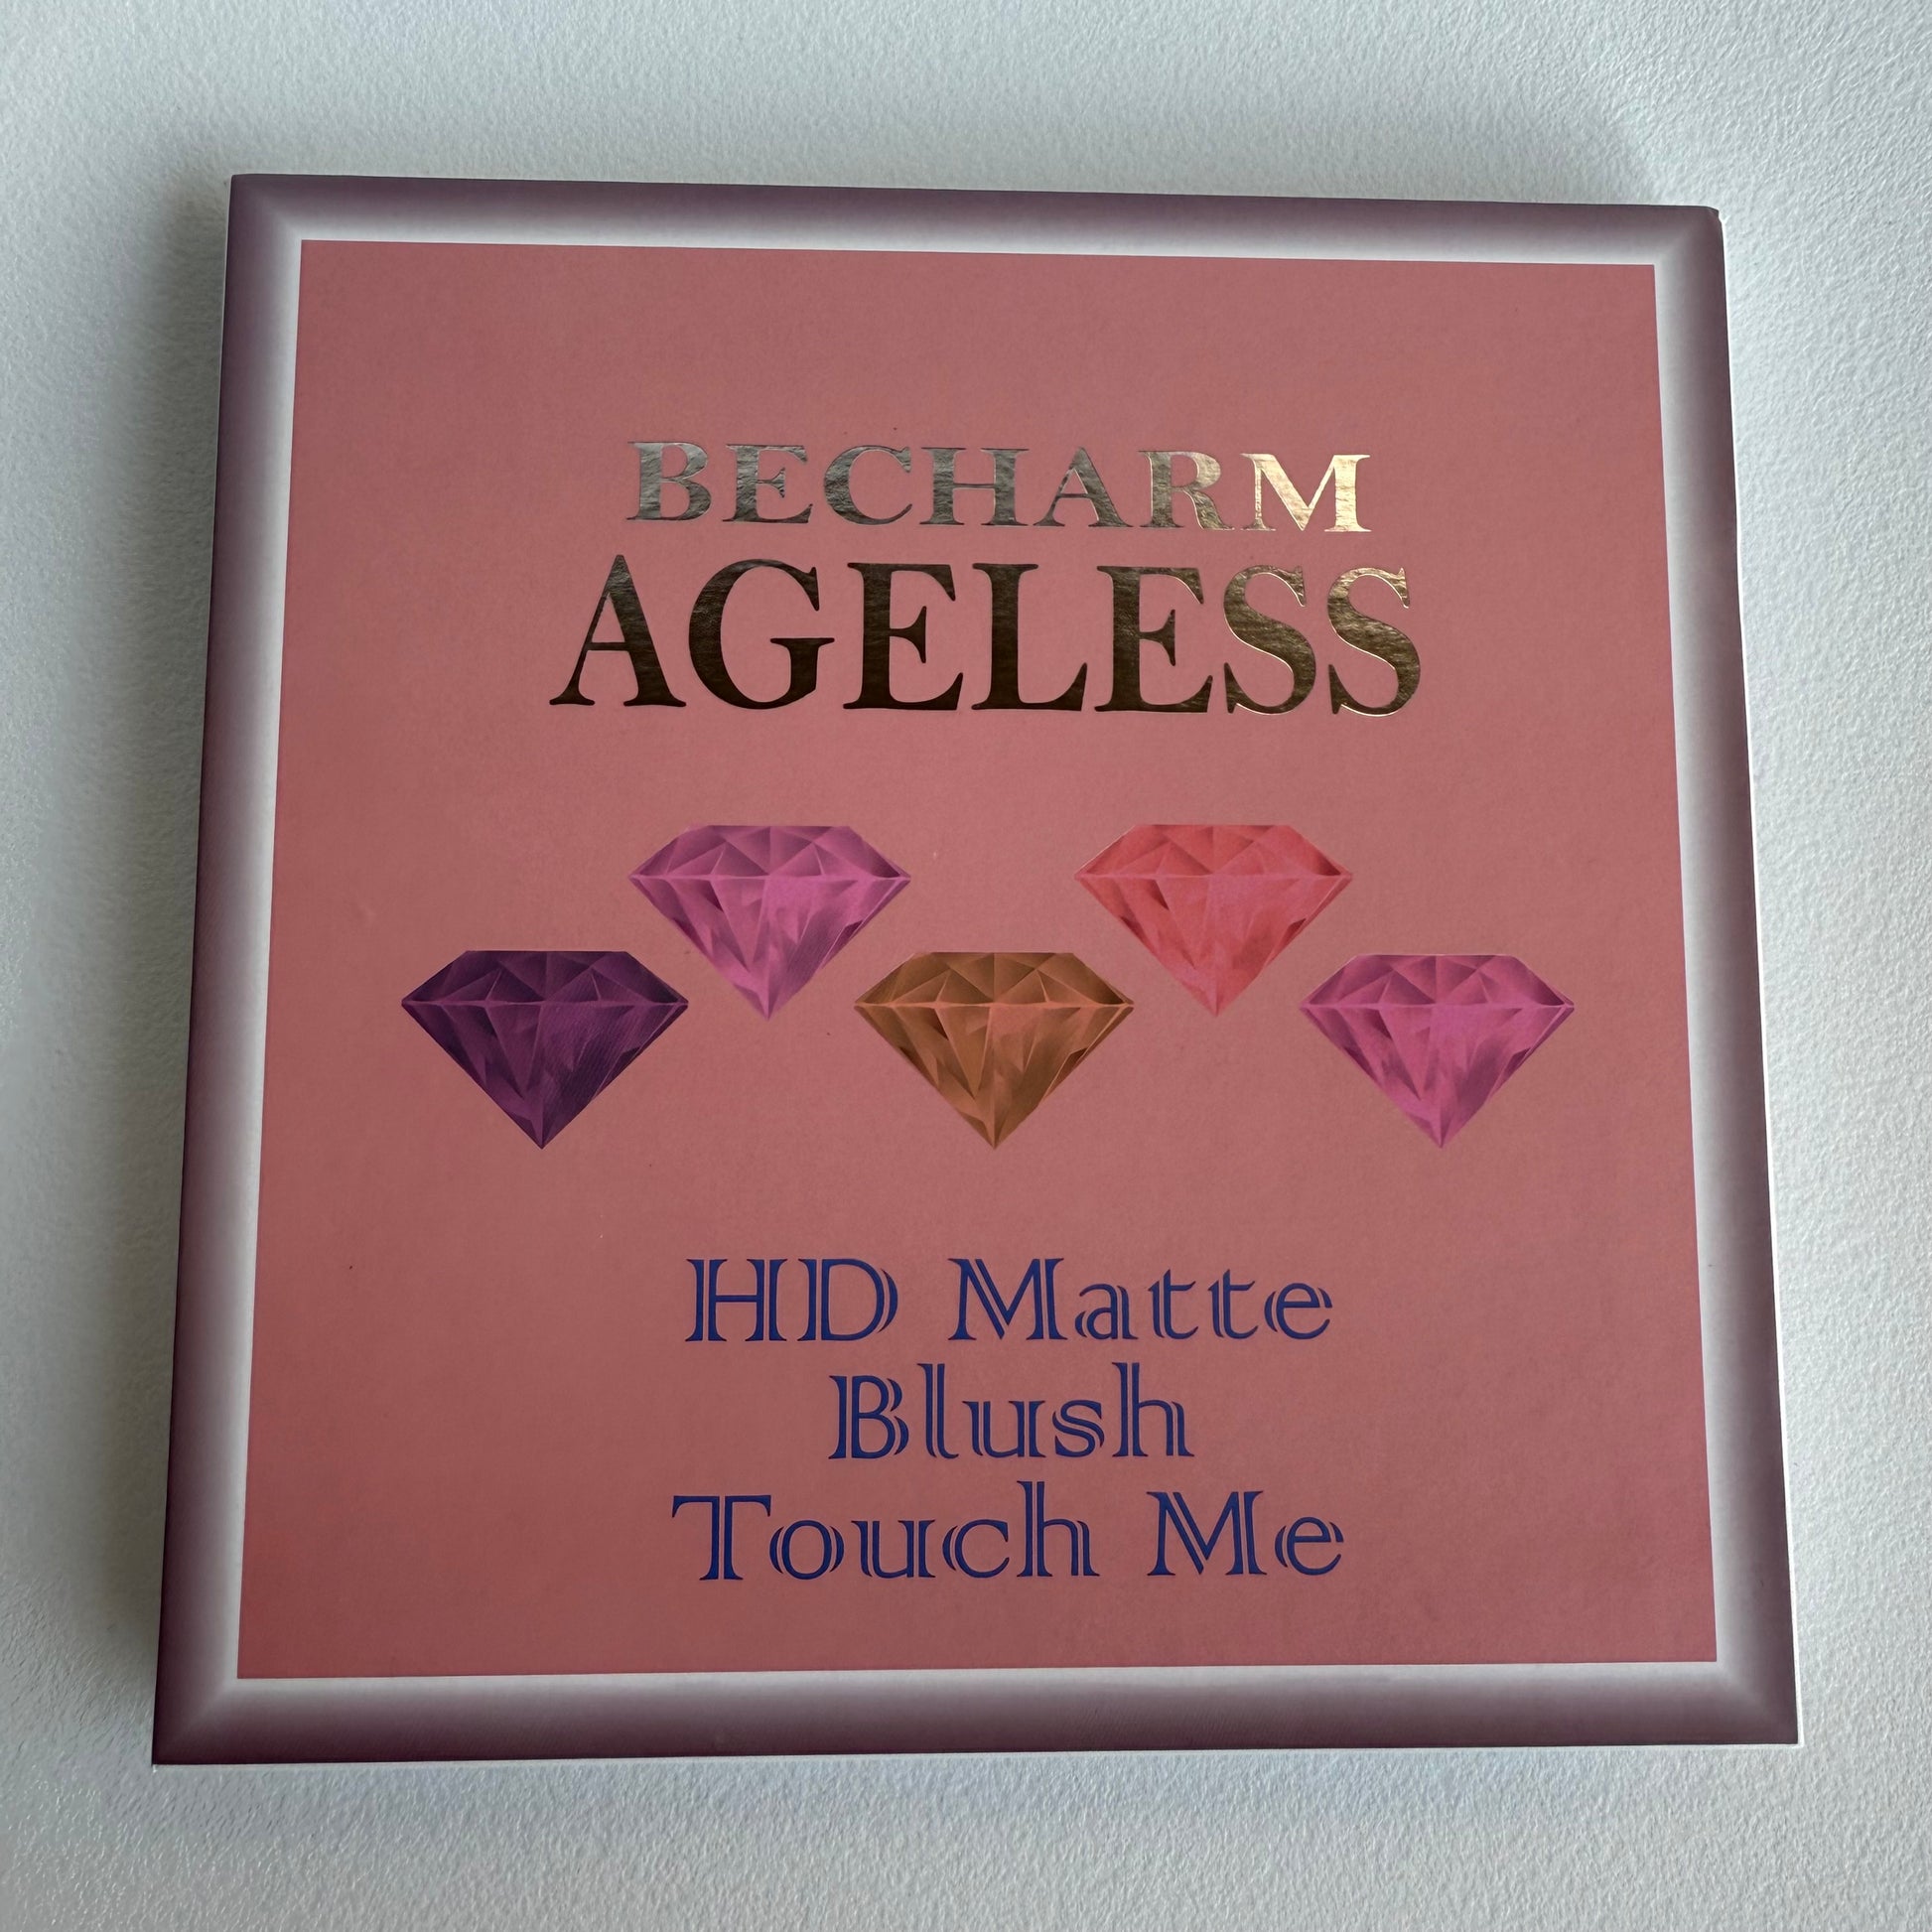 BECHARM
AGELESS
HD Matte
Blush
Touch Me